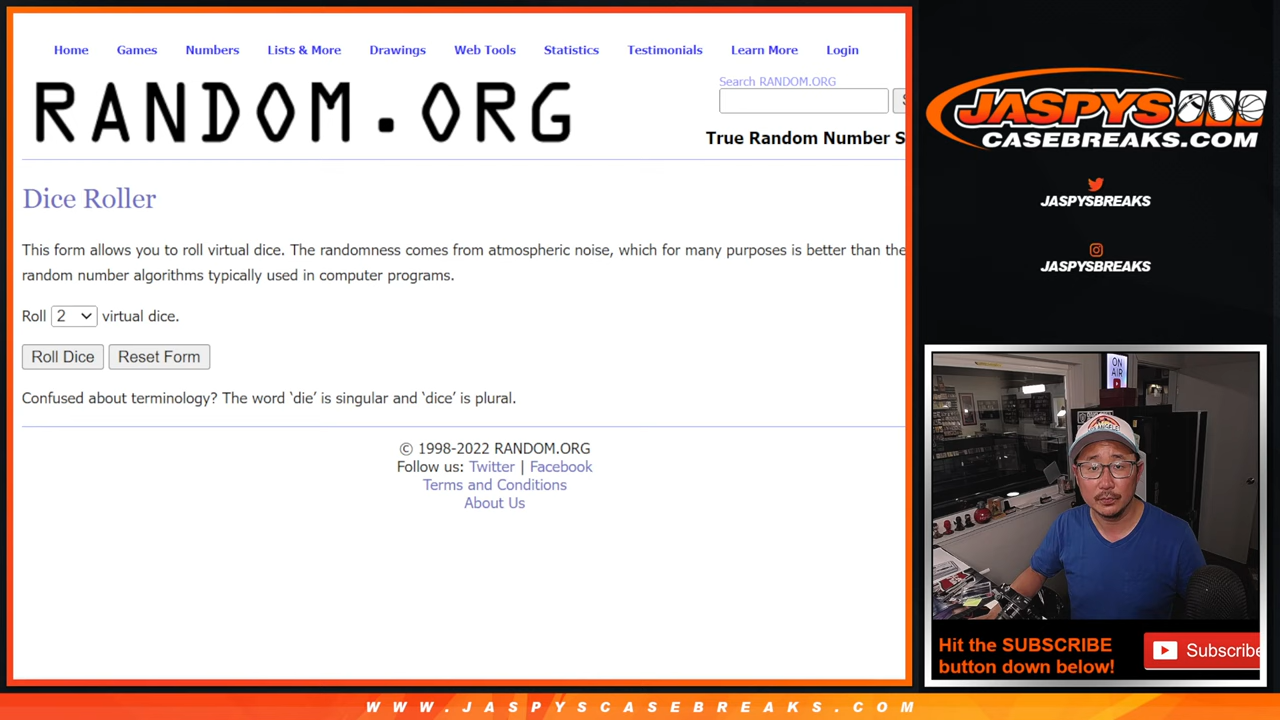 Home Games Numbers Lists & More Drawings Web Tools Statistics Testimonials Learn More Login
RANDOM.ORG
Search RANDOM.ORG
True Random Number S
Dice Roller
This form allows you to roll virtual dice. The randomness comes from atmospheric noise, which for many purposes is better than the
random number algorithms typically used in computer programs.
Roll 2 virtual dice.
Roll Dice Reset Form
Confused about terminology? The word ‘die’ is singular and ‘dice’ is plural.
© 1998-2022 RANDOM.ORG
Follow us: Twitter | Facebook
Terms and Conditions
About Us
JASPYS
CASEBREAKS.COM
JASPYSBREAKS
JASPYSBREAKS
ON
AIR
Hit the SUBSCRIBE
button down below!
Subscribe
WWW.JASPYSCASEBREAKS.COM